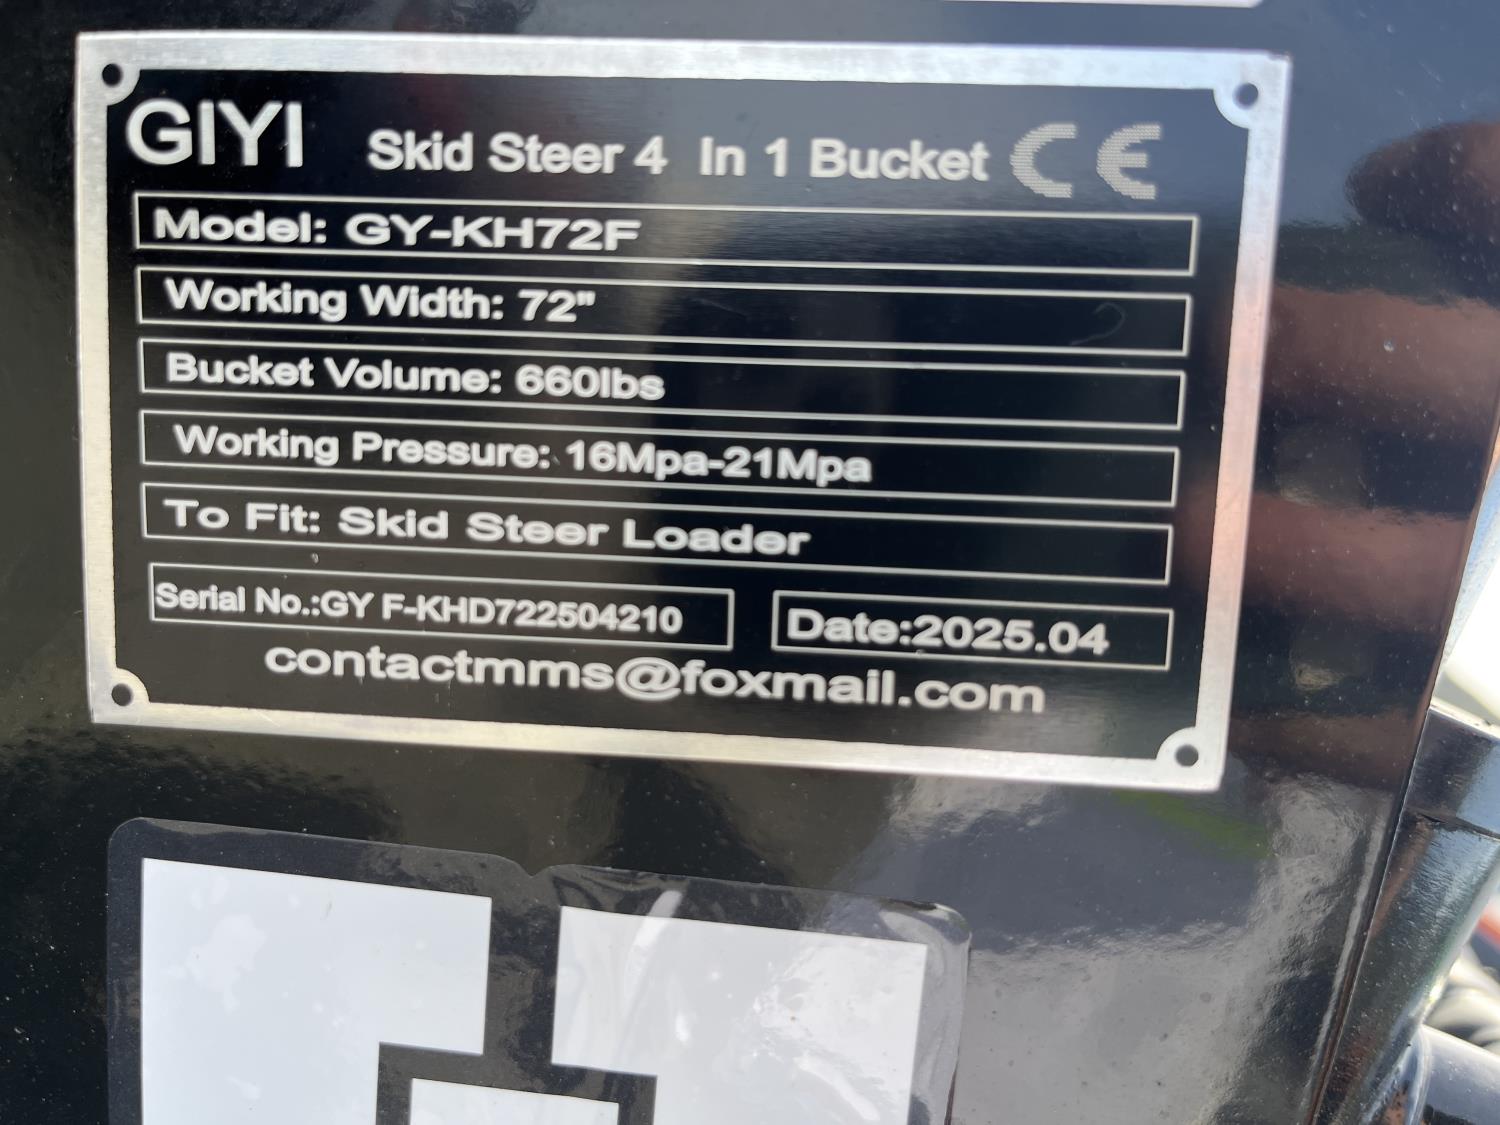 GIYI Skid Steer 4 In 1 Bucket CE
Model: GY-KH72F
Working Width: 72"
Bucket Volume: 660lbs
Working Pressure: 16Mpa-21Mpa
To Fit: Skid Steer Loader
Serial No.:GY F-KHD722504210 Date:2025.04
contactmms@foxmail.com